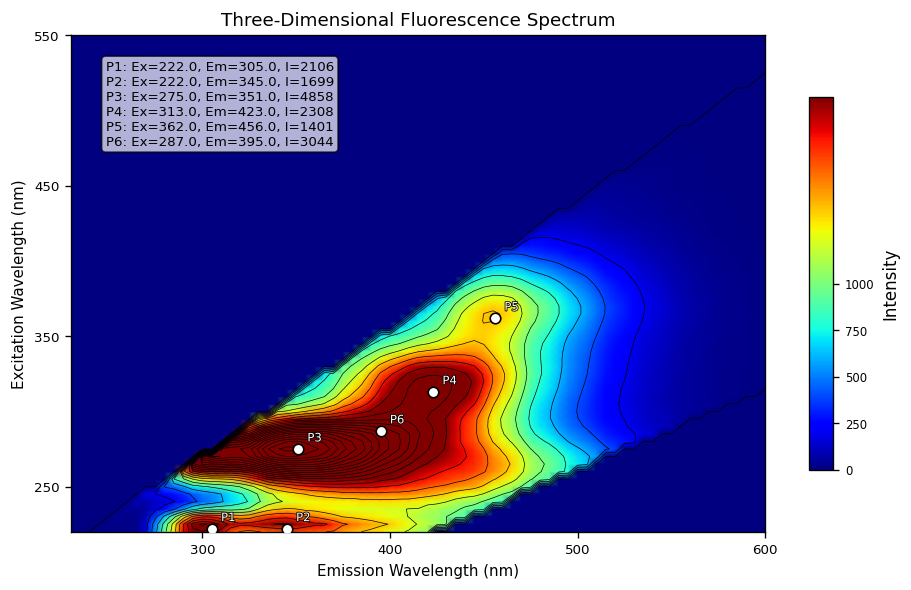 Three-Dimensional Fluorescence Spectrum
550
450
350
250
300
400
500
600
Excitation Wavelength (nm)
Emission Wavelength (nm)
P1: Ex=222.0, Em=305.0, I=2106
P2: Ex=222.0, Em=345.0, I=1699
P3: Ex=275.0, Em=351.0, I=4858
P4: Ex=313.0, Em=423.0, I=2308
P5: Ex=362.0, Em=456.0, I=1401
P6: Ex=287.0, Em=395.0, I=3044
P5
P4
P6
P3
P1
P2
1000
750
500
250
0
Intensity